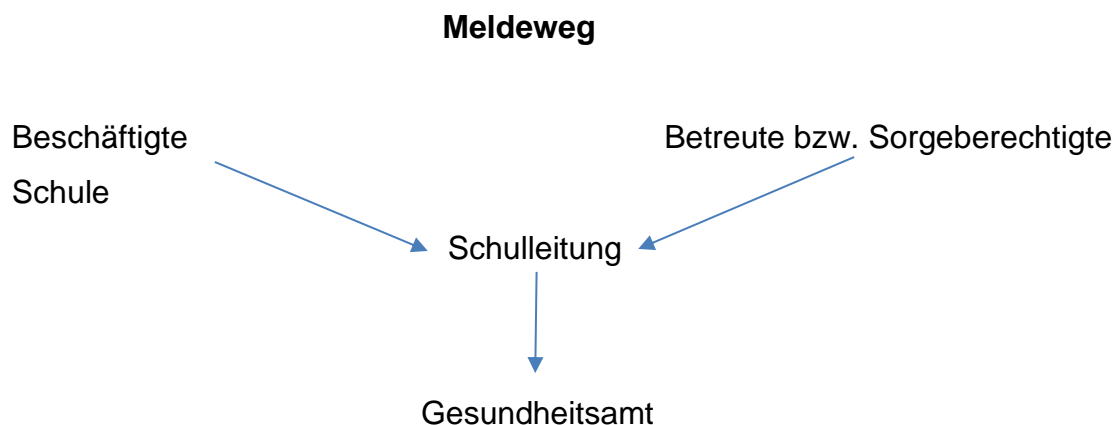 Meldeweg
Beschäftigte
Schule
Betreute bzw. Sorgeberechtigte
Schulleitung
Gesundheitsamt